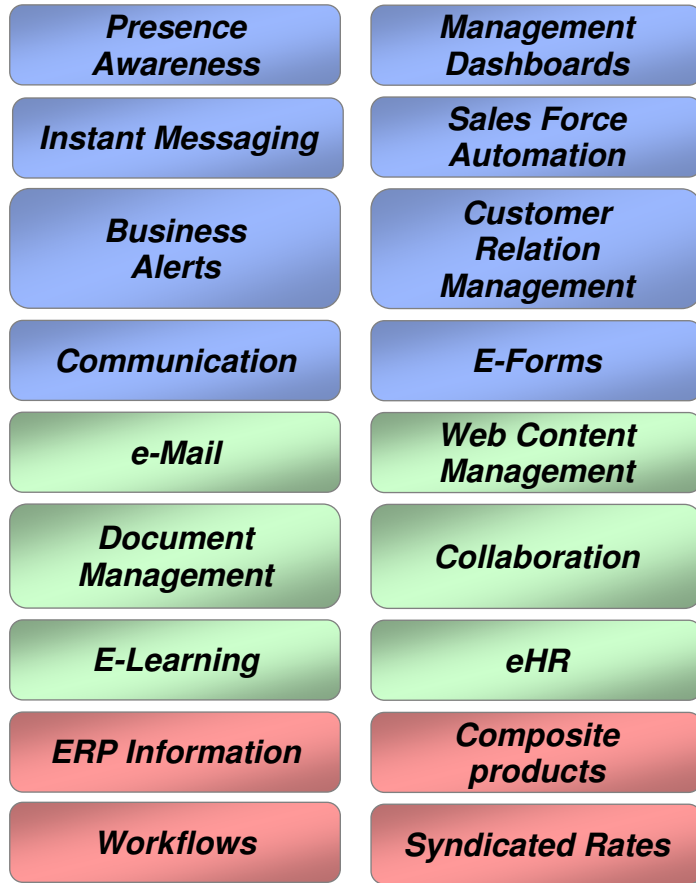 Presence
Awareness
Management
Dashboards
Instant Messaging
Sales Force
Automation
Business
Alerts
Customer
Relation
Management
Communication
E-Forms
e-Mail
Web Content
Management
Document
Management
Collaboration
E-Learning
eHR
ERP Information
Composite
products
Workflows
Syndicated Rates